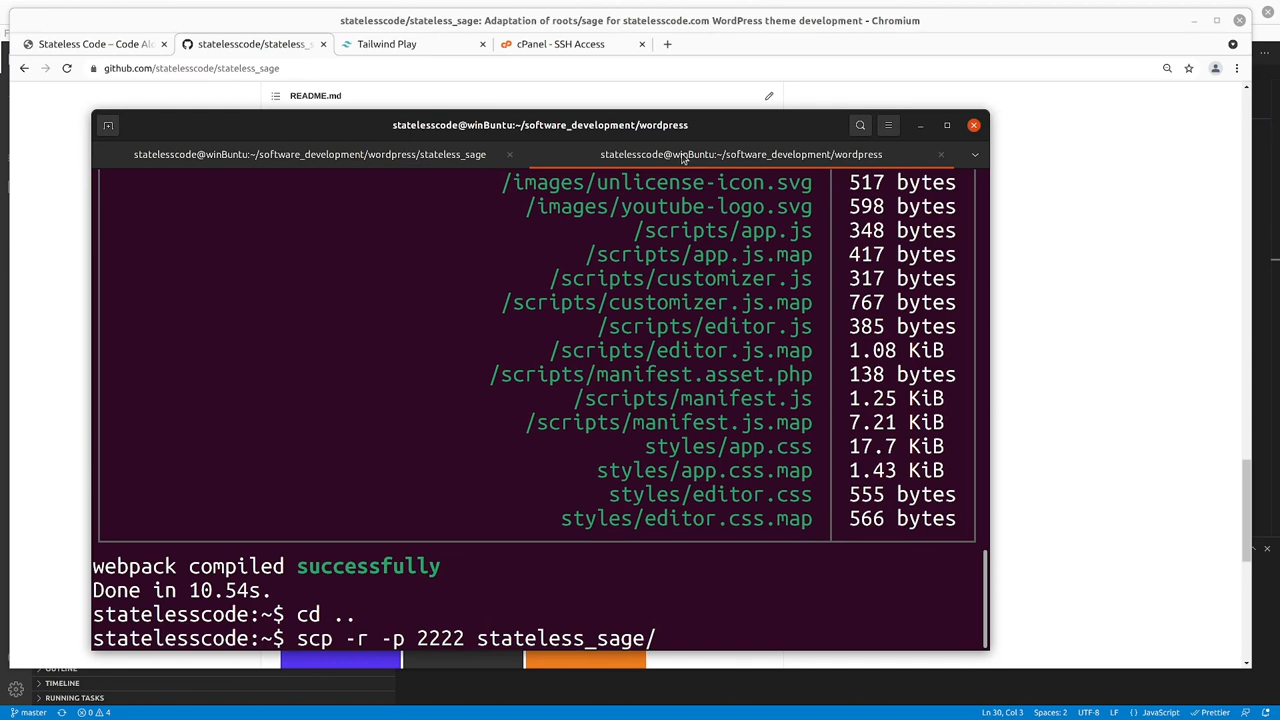 statelesscode/stateless_sage: Adaptation of roots/sage for statelesscode.com WordPress theme development - Chromium
Stateless Code – Code Alo
statelesscode/stateless_s
Tailwind Play
cPanel - SSH Access
github.com/statelesscode/stateless_sage
README.md
statelesscode@winBuntu:~/software_development/wordpress
statelesscode@winBuntu:~/software_development/wordpress/stateless_sage
statelesscode@winBuntu:~/software_development/wordpress
/images/unlicense-icon.svg 517 bytes
/images/youtube-logo.svg 598 bytes
/scripts/app.js 348 bytes
/scripts/app.js.map 417 bytes
/scripts/customizer.js 317 bytes
/scripts/customizer.js.map 767 bytes
/scripts/editor.js 385 bytes
/scripts/editor.js.map 1.08 KiB
/scripts/manifest.asset.php 138 bytes
/scripts/manifest.js 1.25 KiB
/scripts/manifest.js.map 7.21 KiB
styles/app.css 17.7 KiB
styles/app.css.map 1.43 KiB
styles/editor.css 555 bytes
styles/editor.css.map 566 bytes
webpack compiled successfully
Done in 10.54s.
statelesscode:~$ cd ..
statelesscode:~$ scp -r -p 2222 stateless_sage/
OUTLINE
TIMELINE
RUNNING TASKS
master
0 4
Ln 30, Col 3
Spaces: 2
UTF-8
LF
JavaScript
Prettier